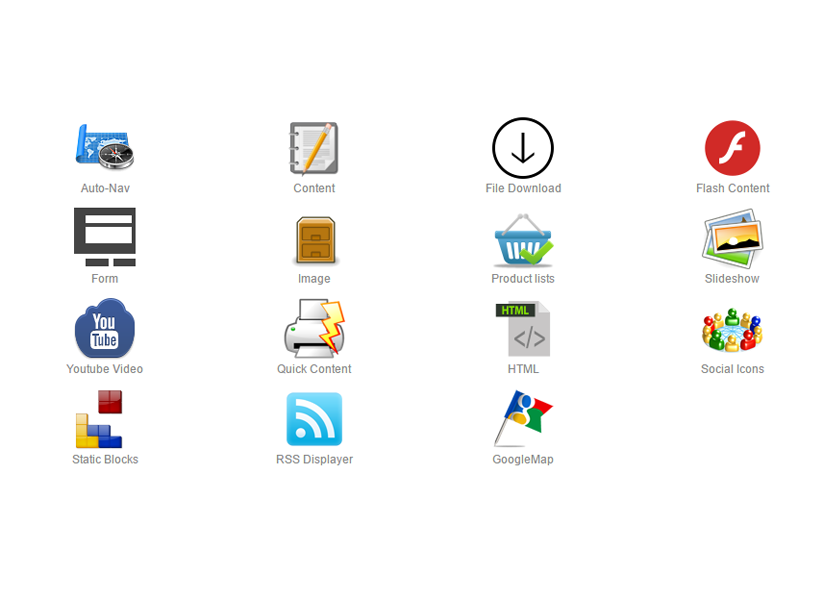 Auto-Nav
Content
File Download
Flash Content
Form
Image
Product lists
Slideshow
You
Tube
Youtube Video
Quick Content
HTML
</>
HTML
Social Icons
Static Blocks
RSS Displayer
GoogleMap